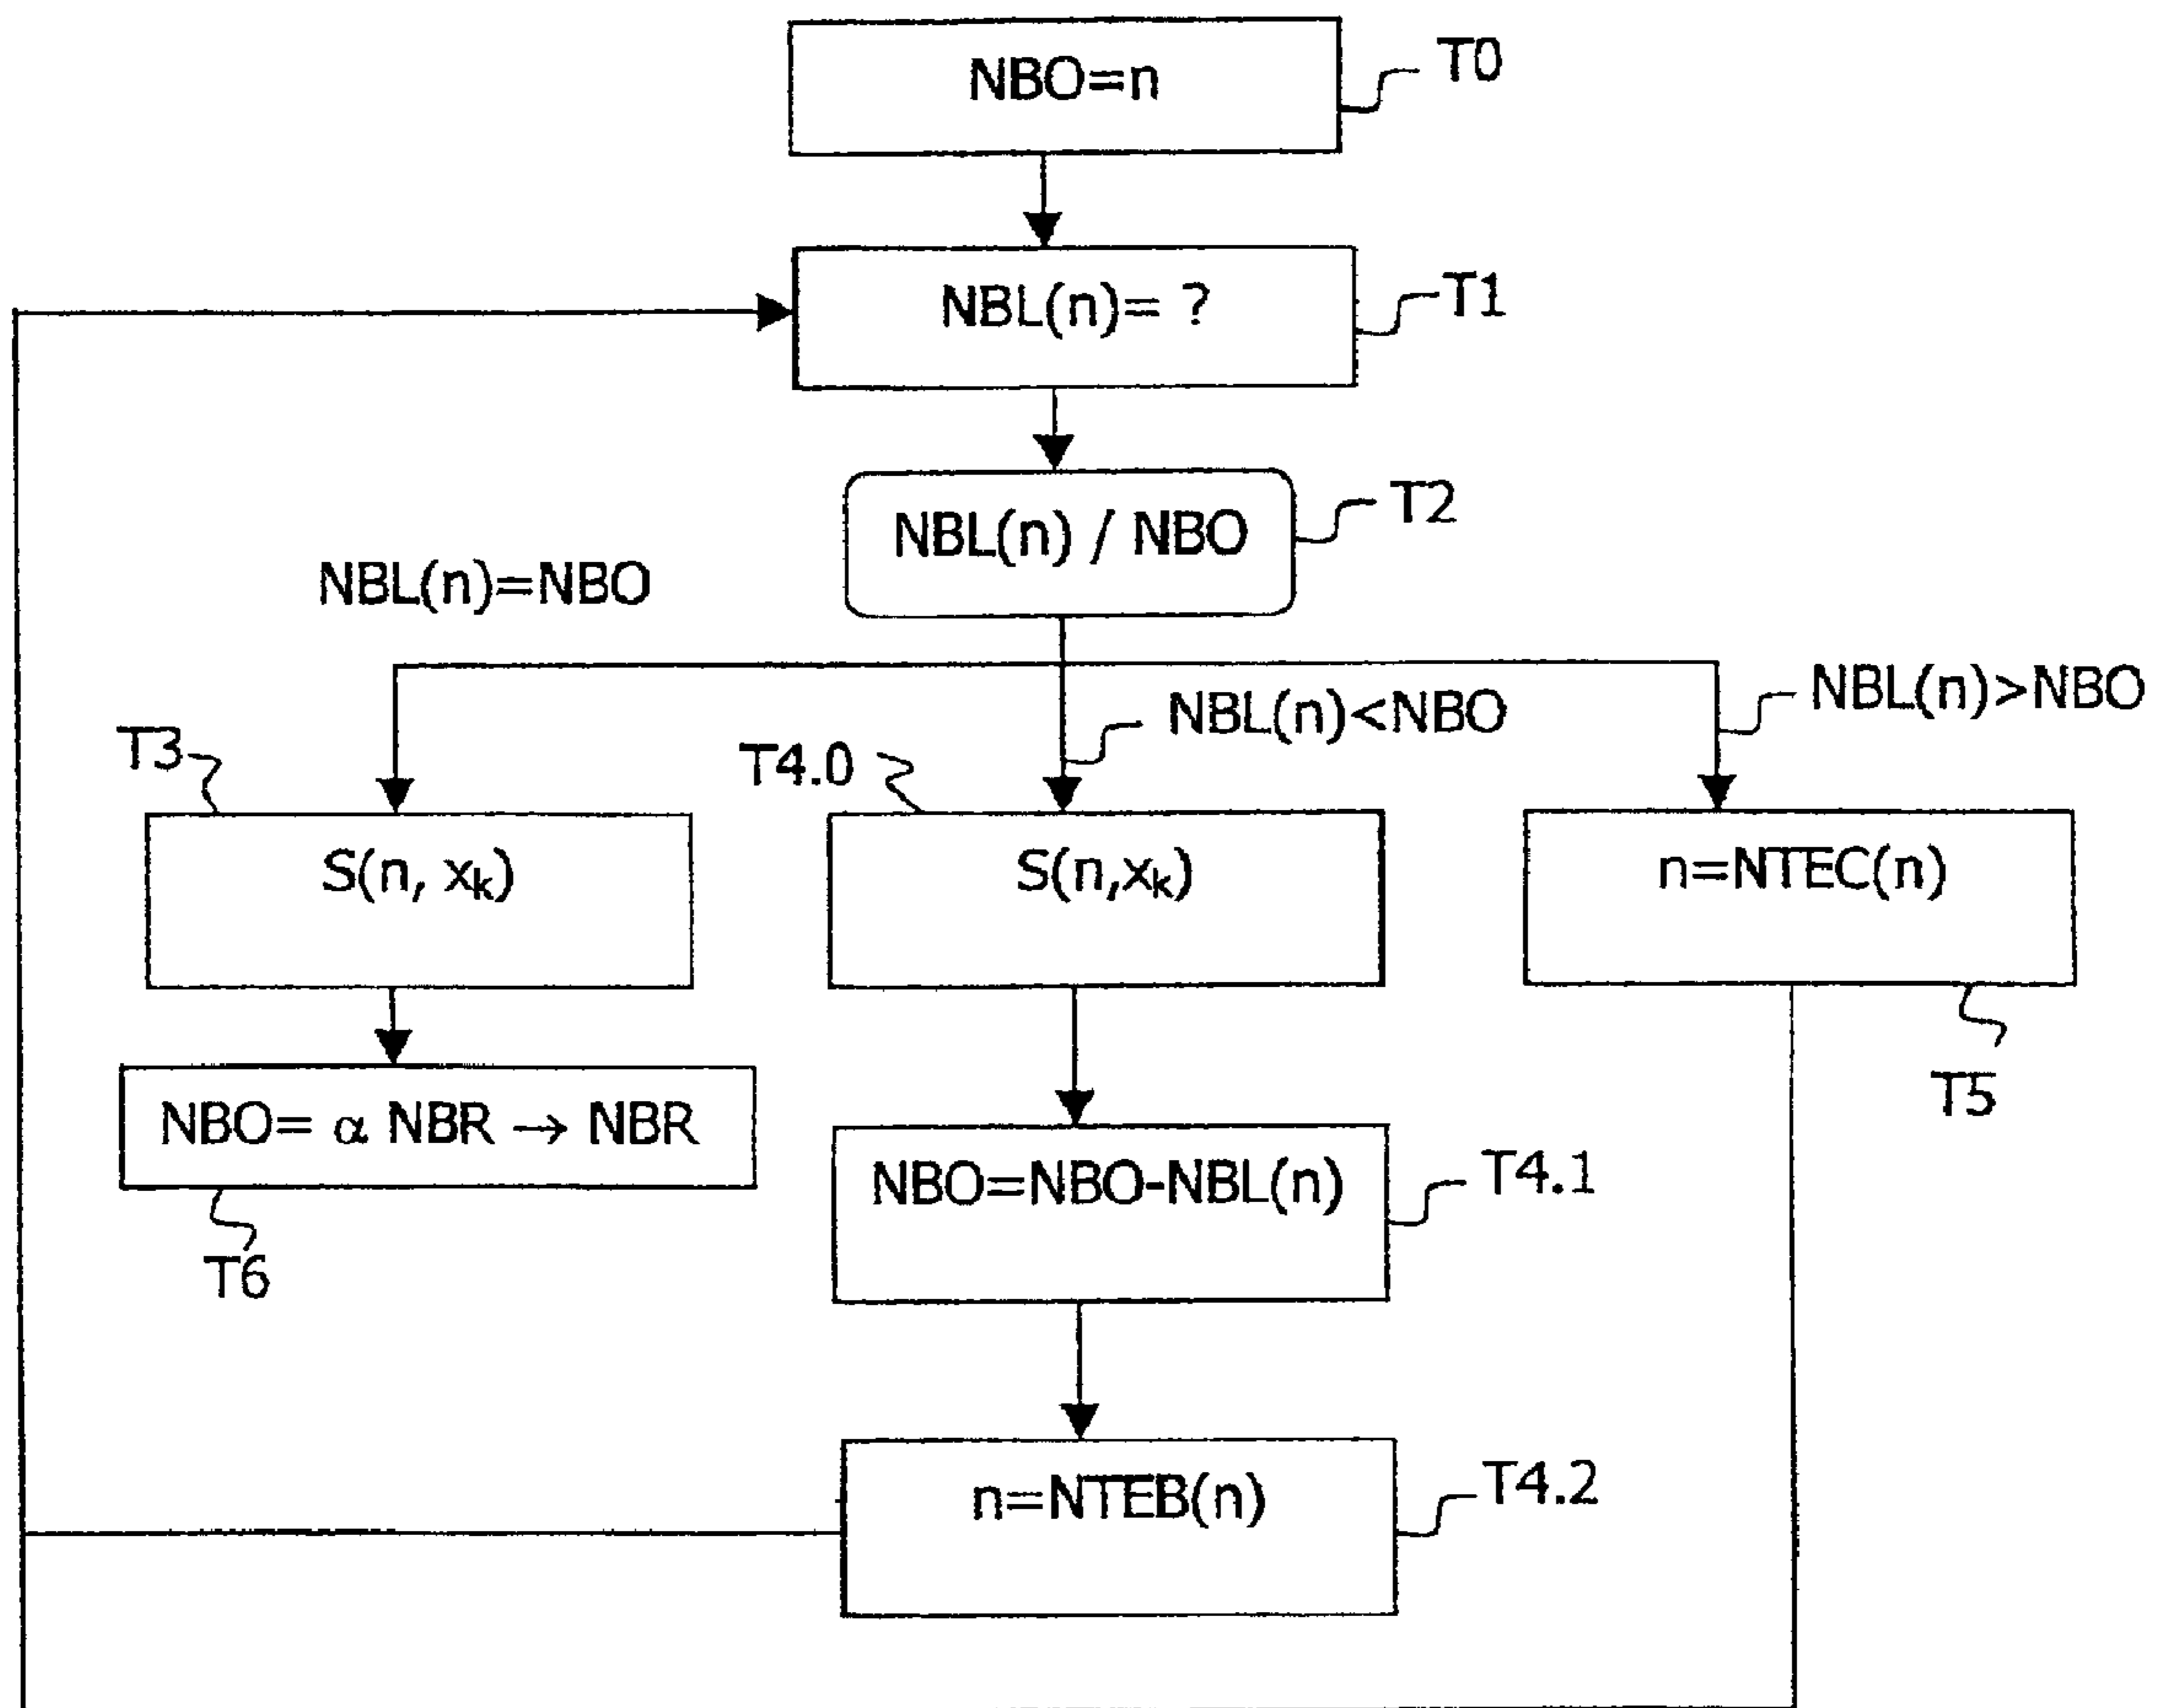 NBO=n
T0
NBL(n)= ?
T1
NBL(n) / NBO
T2
NBL(n)=NBO
NBL(n)<NBO
NBL(n)>NBO
T3
T4.0
S(n, xₖ)
S(n,xₖ)
n=NTEC(n)
T5
NBO= α NBR → NBR
T6
NBO=NBO-NBL(n)
T4.1
n=NTEB(n)
T4.2